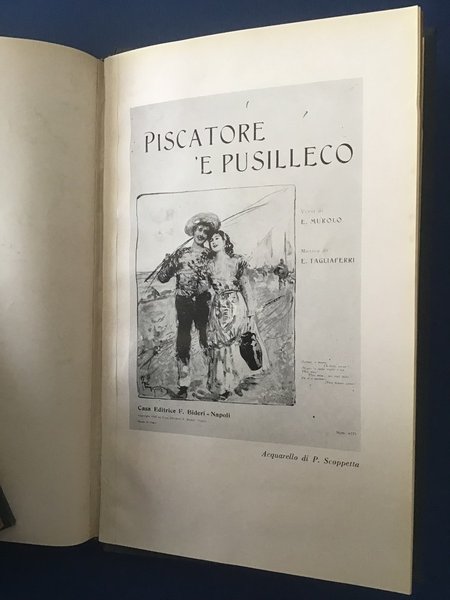 PISCATORE
'E PUSILLECO
Versi di
E. MUROLO
Musica di
E. TAGLIAFERRI
Casa Editrice F. Bideri - Napoli
Acquarello di P. Scoppetta